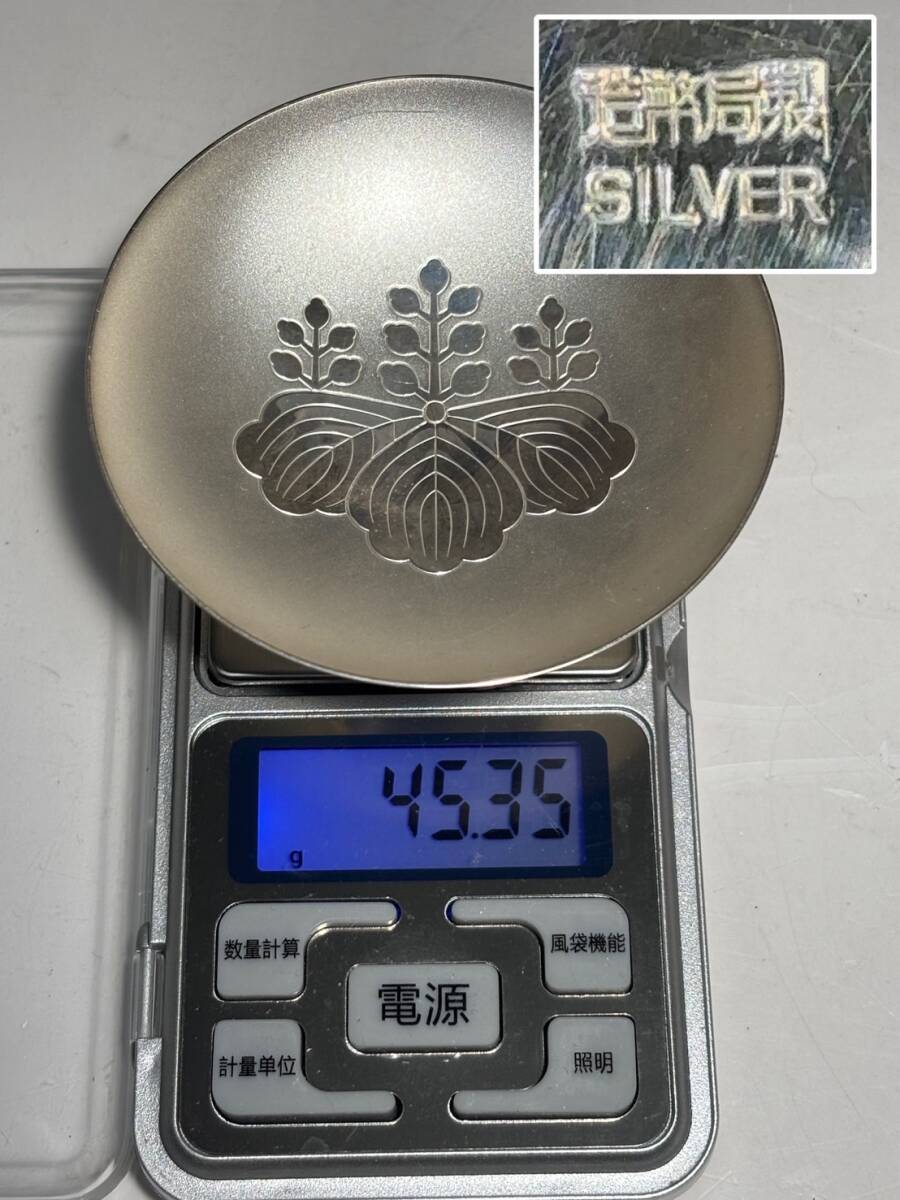 造幣局製
SILVER
45.35
g
数量計算
風袋機能
電源
計量单位
照明